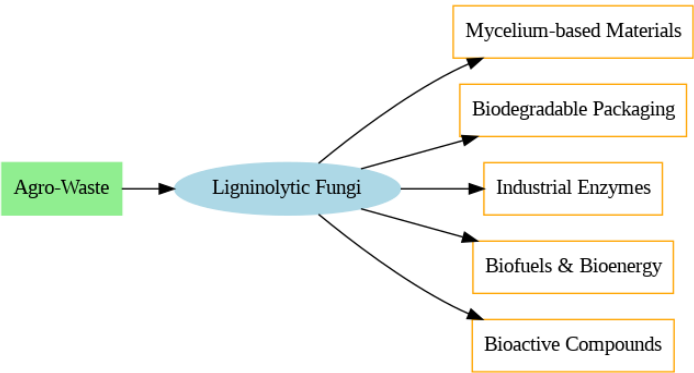 Agro-Waste
Ligninolytic Fungi
Mycelium-based Materials
Biodegradable Packaging
Industrial Enzymes
Biofuels & Bioenergy
Bioactive Compounds